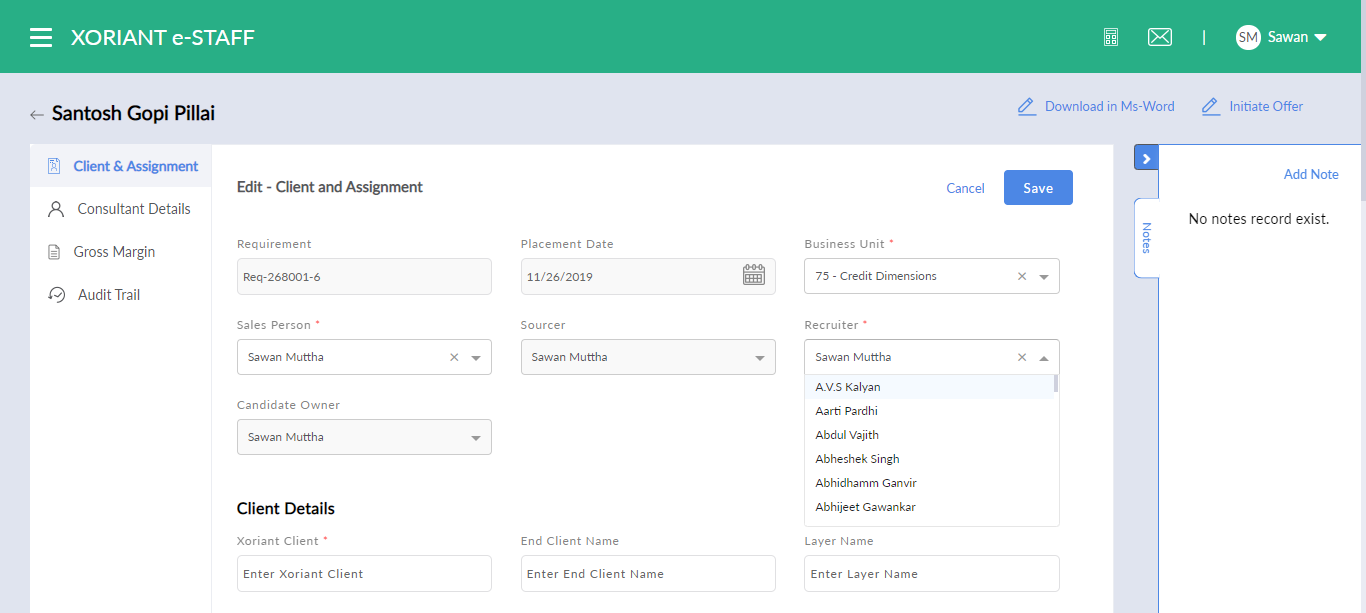 XORIANT e-STAFF
|
SM Sawan
Santosh Gopi Pillai
Download in Ms-Word
Initiate Offer
Client & Assignment
Consultant Details
Gross Margin
Audit Trail
Edit - Client and Assignment
Cancel
Save
Requirement
Req-268001-6
Placement Date
11/26/2019
Business Unit *
75 - Credit Dimensions
Sales Person *
Sawan Muttha
Sourcer
Sawan Muttha
Recruiter *
Sawan Muttha
A.V.S Kalyan
Aarti Pardhi
Abdul Vajith
Abheshek Singh
Abhidhamm Ganvir
Abhijeet Gawankar
Candidate Owner
Sawan Muttha
Client Details
Xoriant Client *
Enter Xoriant Client
End Client Name
Enter End Client Name
Layer Name
Enter Layer Name
Notes
Add Note
No notes record exist.